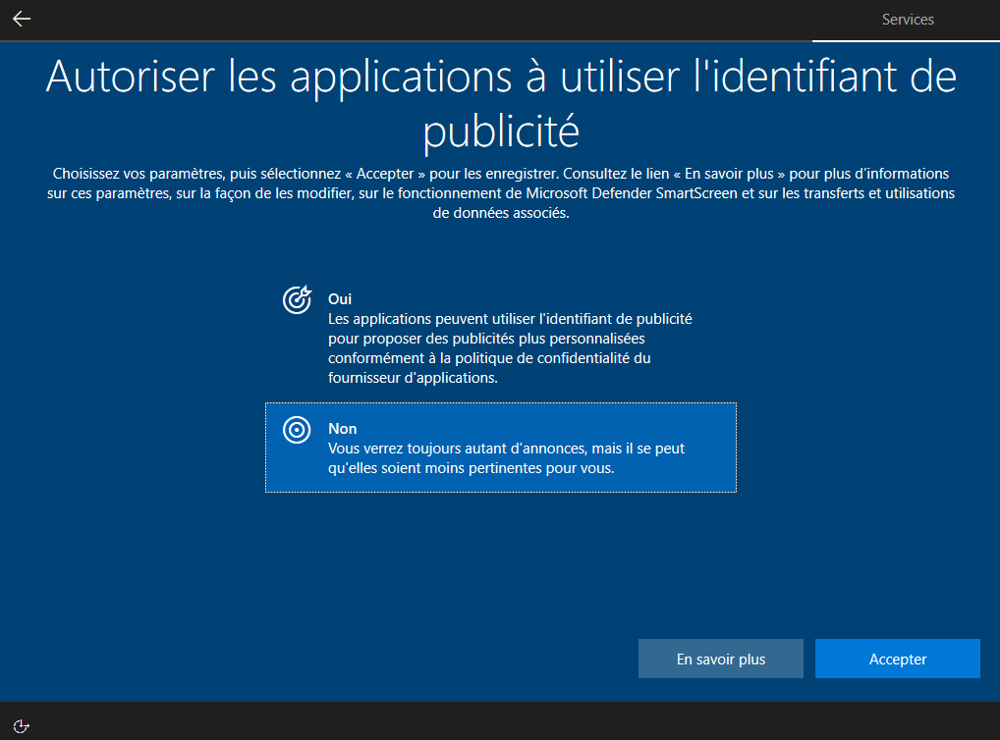 Services
Autoriser les applications à utiliser l'identifiant de
publicité
Choisissez vos paramètres, puis sélectionnez « Accepter » pour les enregistrer. Consultez le lien « En savoir plus » pour plus d'informations
sur ces paramètres, sur la façon de les modifier, sur le fonctionnement de Microsoft Defender SmartScreen et sur les transferts et utilisations
de données associés.
Oui
Les applications peuvent utiliser l'identifiant de publicité
pour proposer des publicités plus personnalisées
conformément à la politique de confidentialité du
fournisseur d'applications.
Non
Vous verrez toujours autant d'annonces, mais il se peut
qu'elles soient moins pertinentes pour vous.
En savoir plus
Accepter